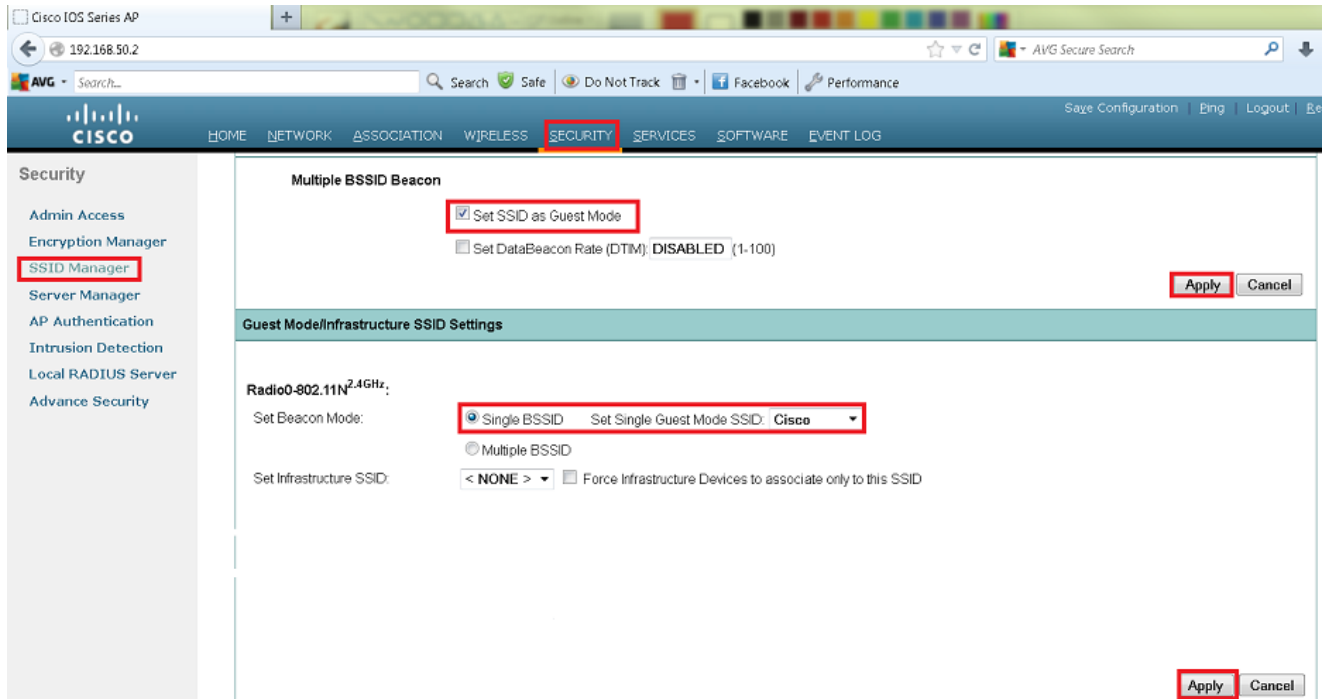 Cisco IOS Series AP
+
192.168.50.2
AVG Secure Search
AVG Search... Search Safe Do Not Track Facebook Performance
Save Configuration | Ping | Logout | Re
CISCO
HOME NETWORK ASSOCIATION WIRELESS SECURITY SERVICES SOFTWARE EVENT LOG
Security
Admin Access
Encryption Manager
SSID Manager
Server Manager
AP Authentication
Intrusion Detection
Local RADIUS Server
Advance Security
Multiple BSSID Beacon
Set SSID as Guest Mode
Set DataBeacon Rate (DTIM): DISABLED (1-100)
Apply Cancel
Guest Mode/Infrastructure SSID Settings
Radio0-802.11N2.4GHz:
Set Beacon Mode: Single BSSID Set Single Guest Mode SSID: Cisco
Multiple BSSID
Set Infrastructure SSID: < NONE > Force Infrastructure Devices to associate only to this SSID
Apply Cancel